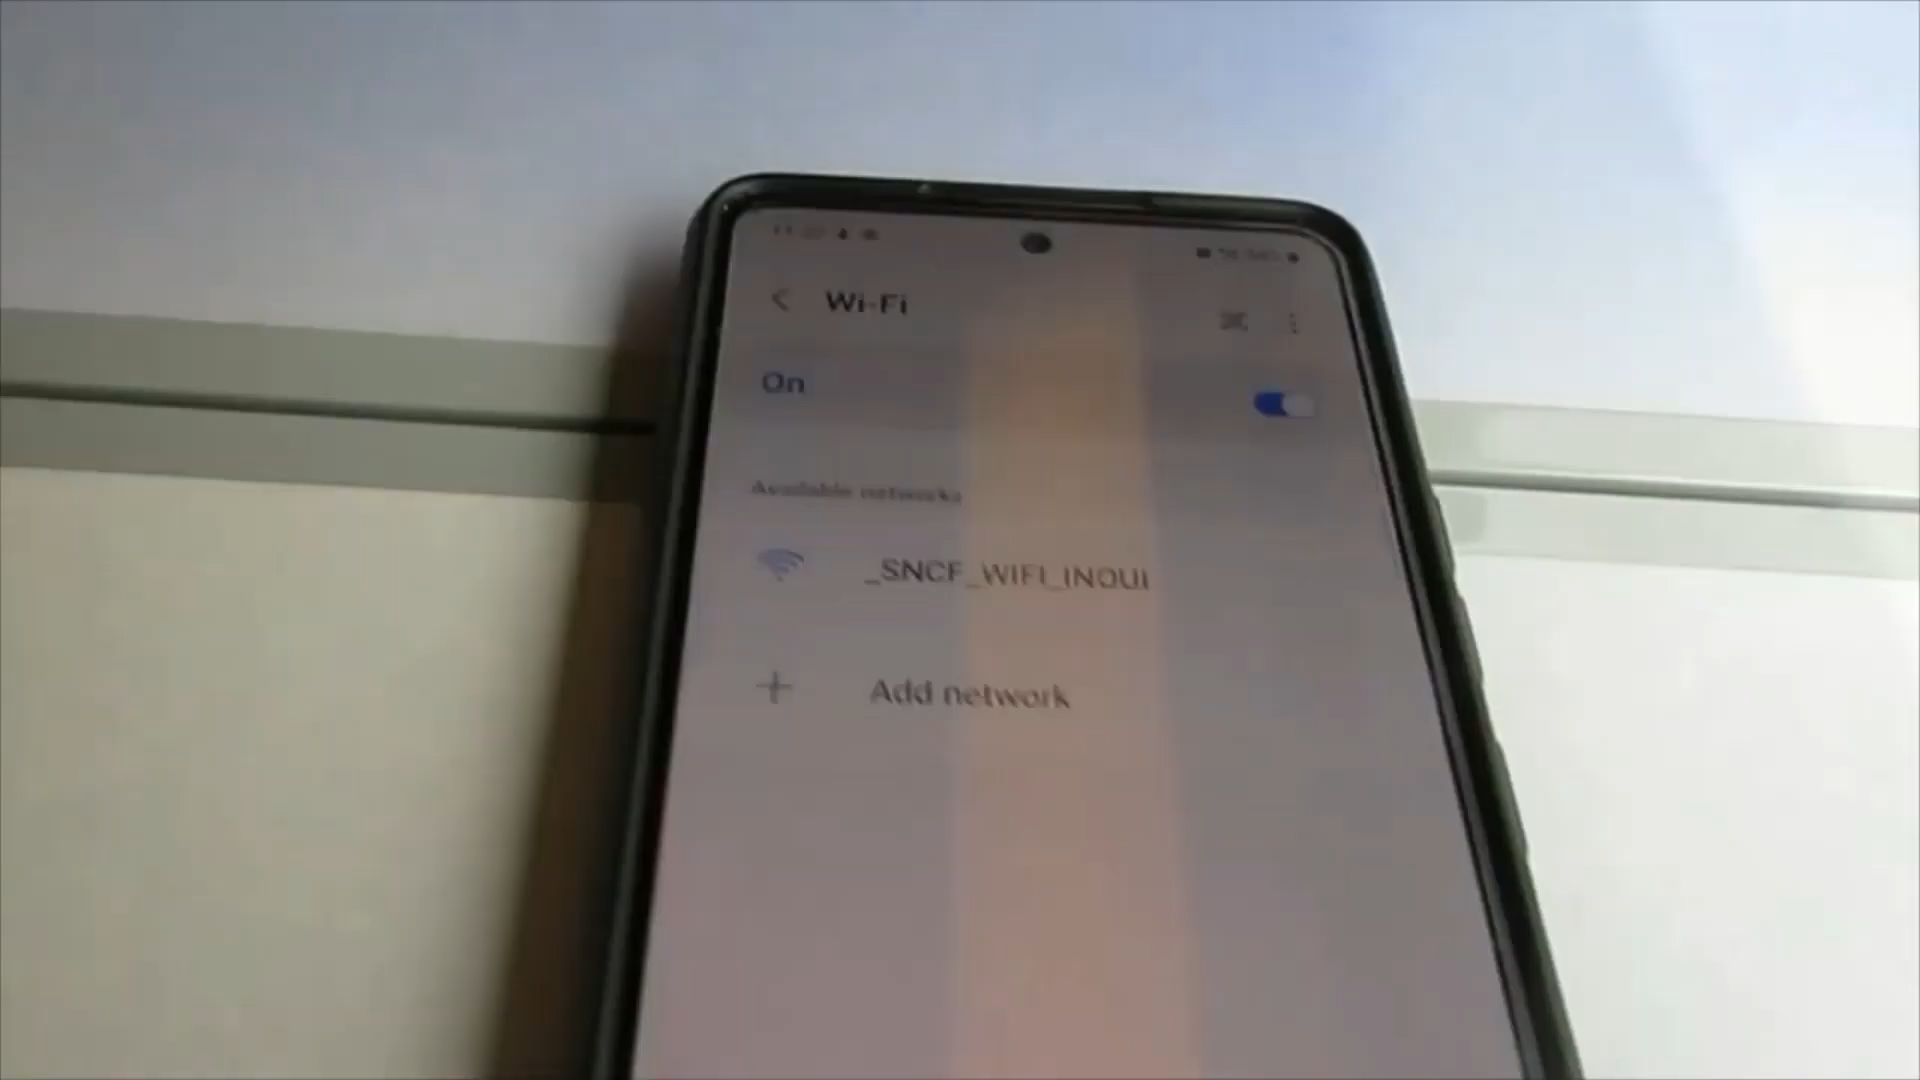 Wi-Fi
On
Available networks
_SNCF_WIFI_INOUI
Add network